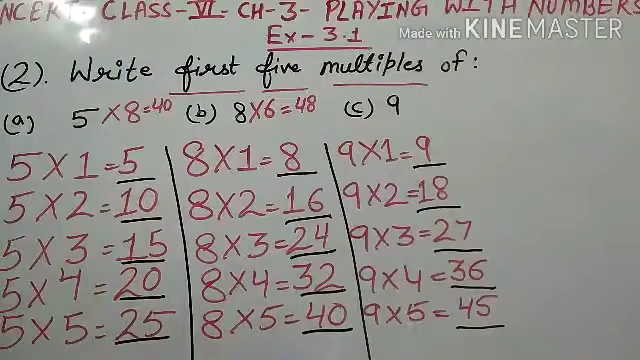 NCERT CLASS-VI CH-3- PLAYING WITH NUMBERS
Ex-3.1
Made with KINEMASTER
(2). Write first five multiples of:
(a) 5×8=40 (b) 8×6=48 (c) 9
5×1=5 8×1=8 9×1=9
5×2=10 8×2=16 9×2=18
5×3=15 8×3=24 9×3=27
5×4=20 8×4=32 9×4=36
5×5=25 8×5=40 9×5=45